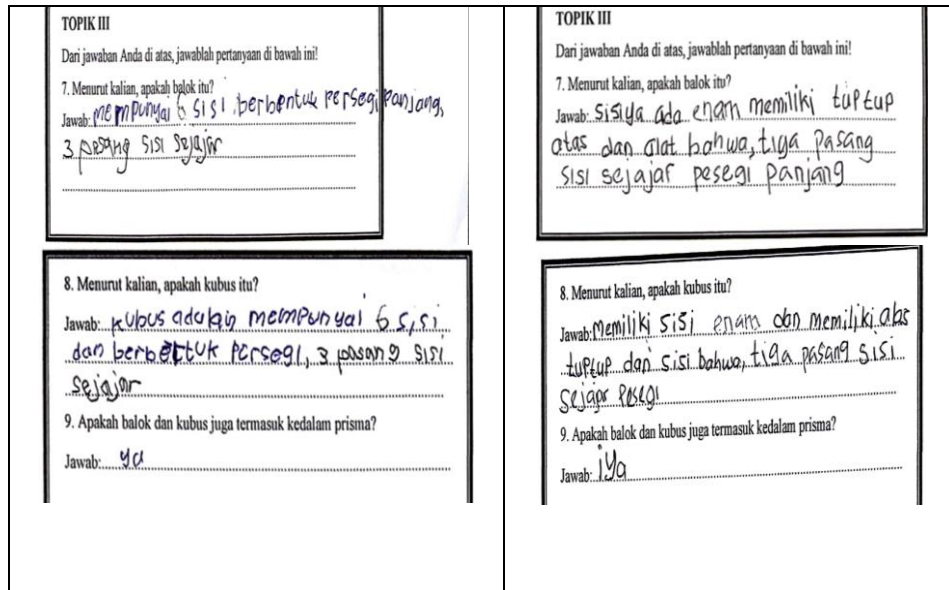 TOPIK III
Dari jawaban Anda di atas, jawablah pertanyaan di bawah ini!
7. Menurut kalian, apakah balok itu?
Jawab: mempunyai 6 sisi berbentuk persegi panjang,
3 pasang sisi sejajar
8. Menurut kalian, apakah kubus itu?
Jawab: kubus adalah mempunyai 6 sisi
dan berbettuk persegi, 3 pasang sisi
sejajar
9. Apakah balok dan kubus juga termasuk kedalam prisma?
Jawab: ya
TOPIK III
Dari jawaban Anda di atas, jawablah pertanyaan di bawah ini!
7. Menurut kalian, apakah balok itu?
Jawab: sisiya ada enam memiliki tuptup
atas dan alat bahwa, tiga pasang
sisi sejajar pesegi panjang
8. Menurut kalian, apakah kubus itu?
Jawab: Memiliki sisi enam dan memiliki
tuptup dan sisi bahwa, tiga pasang sisi
sejapr pesegi
9. Apakah balok dan kubus juga termasuk kedalam prisma?
Jawab: iya